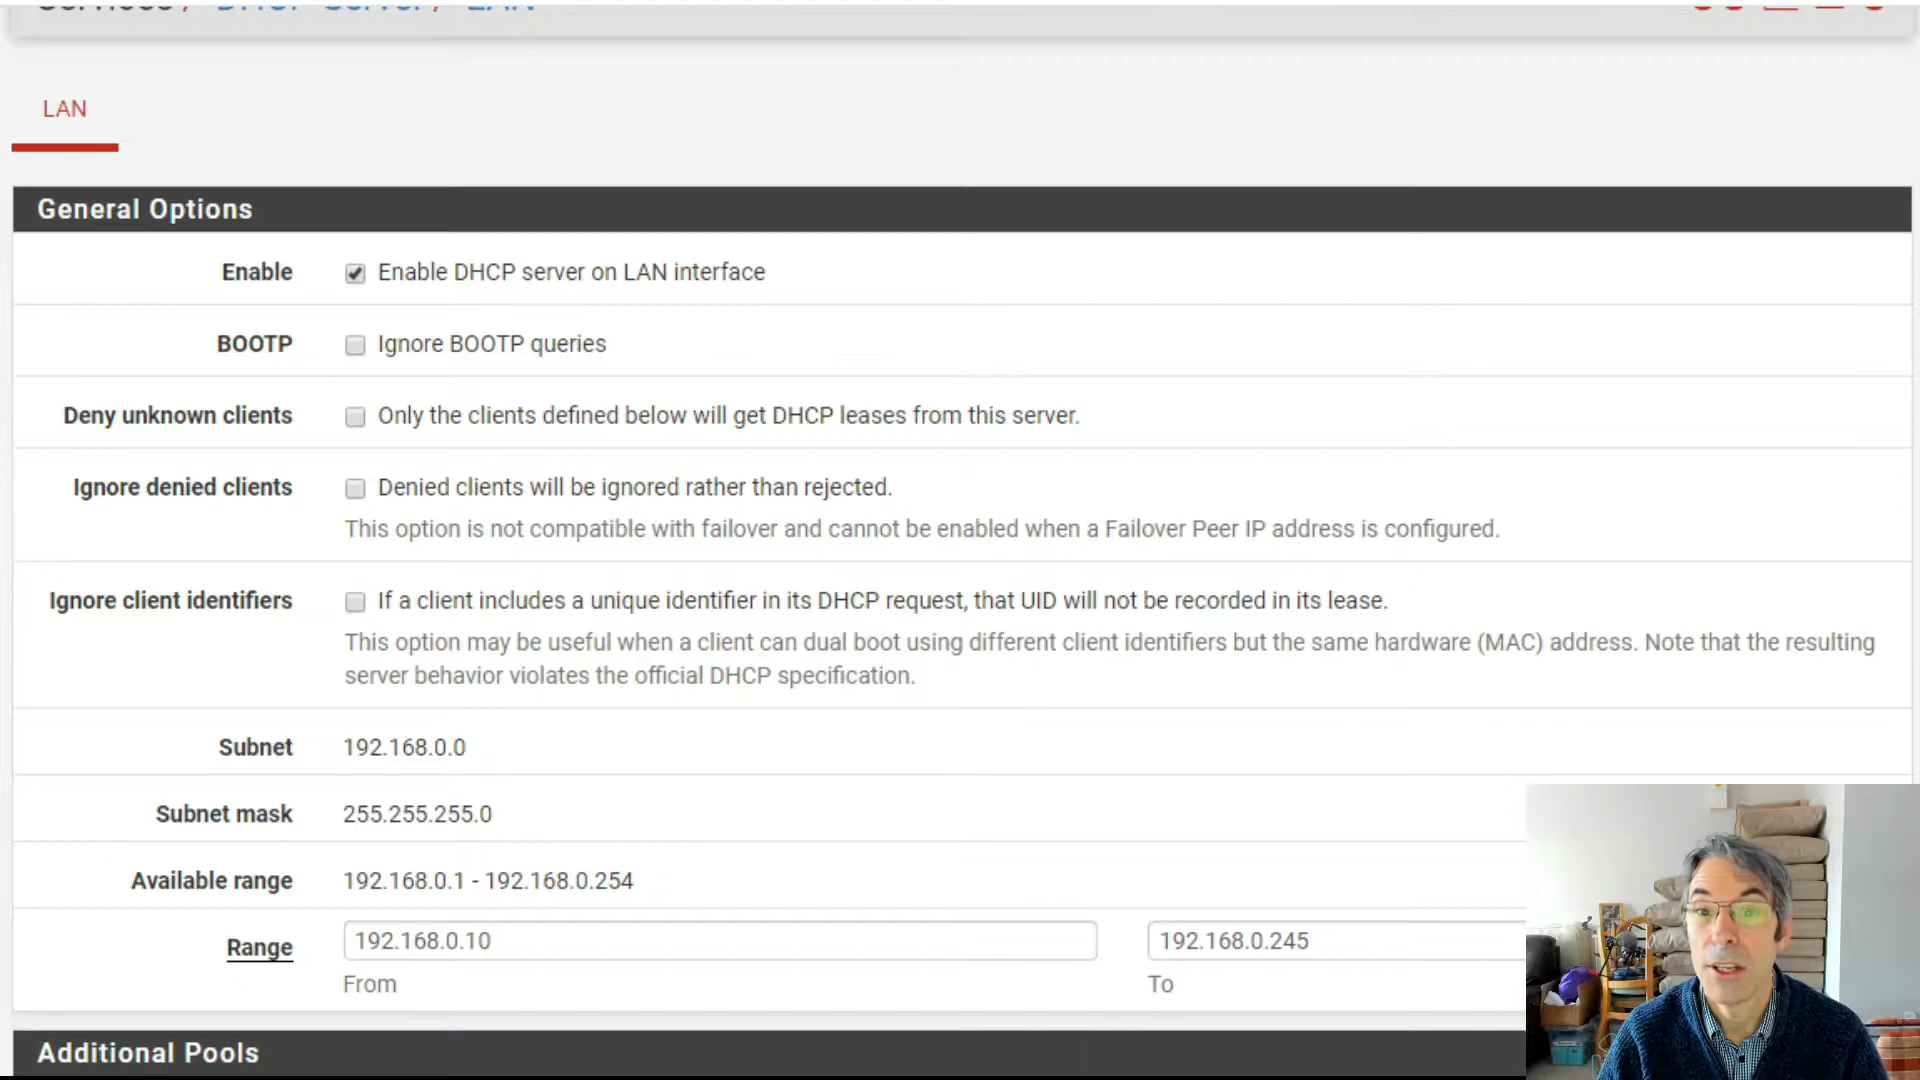 Services / DHCP Server / LAN
LAN
General Options
Enable
Enable DHCP server on LAN interface
BOOTP
Ignore BOOTP queries
Deny unknown clients
Only the clients defined below will get DHCP leases from this server.
Ignore denied clients
Denied clients will be ignored rather than rejected.
This option is not compatible with failover and cannot be enabled when a Failover Peer IP address is configured.
Ignore client identifiers
If a client includes a unique identifier in its DHCP request, that UID will not be recorded in its lease.
This option may be useful when a client can dual boot using different client identifiers but the same hardware (MAC) address. Note that the resulting
server behavior violates the official DHCP specification.
Subnet
192.168.0.0
Subnet mask
255.255.255.0
Available range
192.168.0.1 - 192.168.0.254
Range
192.168.0.10
192.168.0.245
From
To
Additional Pools